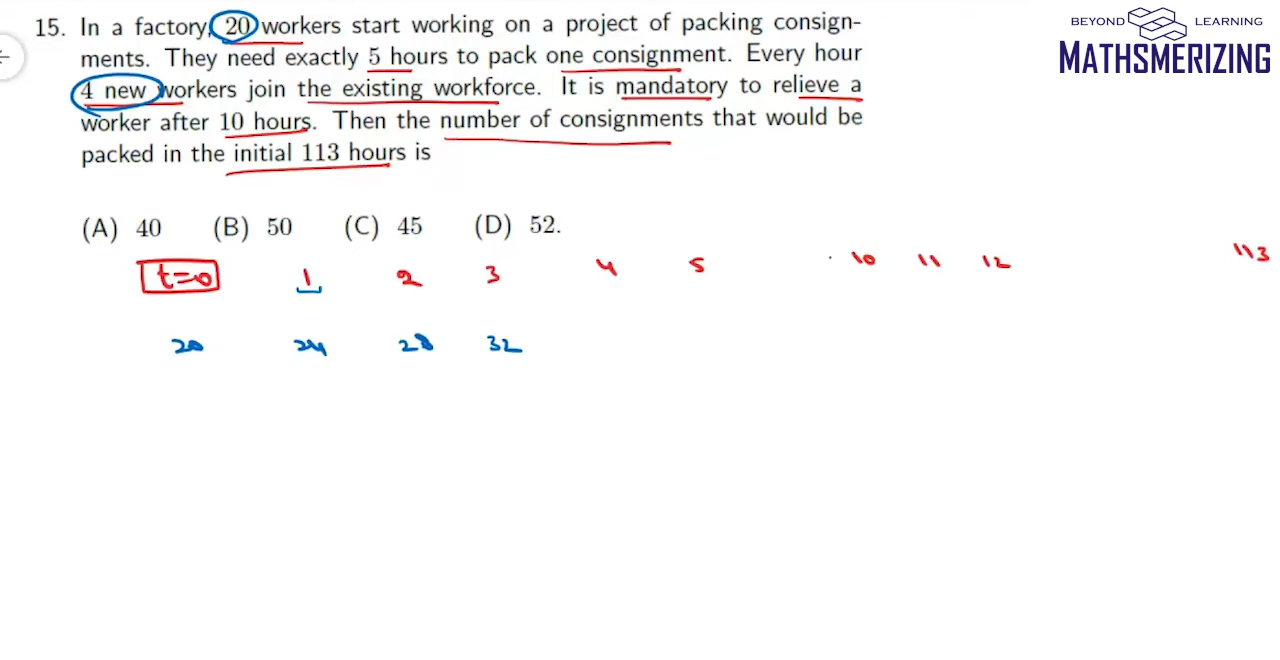 BEYOND LEARNING
MATHSMERIZING
15. In a factory, 20 workers start working on a project of packing consign-
ments. They need exactly 5 hours to pack one consignment. Every hour
4 new workers join the existing workforce. It is mandatory to relieve a
worker after 10 hours. Then the number of consignments that would be
packed in the initial 113 hours is
(A) 40 (B) 50 (C) 45 (D) 52.
t=0 1 2 3 4 5 . 10 11 12 113
20 24 28 32